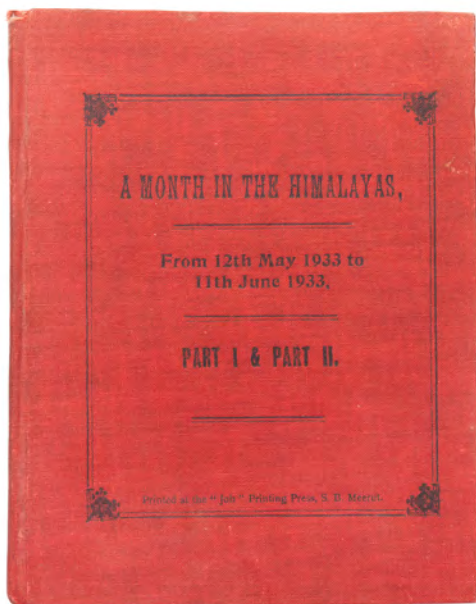 A MONTH IN THE HIMALAYAS,
From 12th May 1933 to
11th June 1933,
PART I & PART II.
Printed at the " Jon " Printing Press, S. B. Meerut.